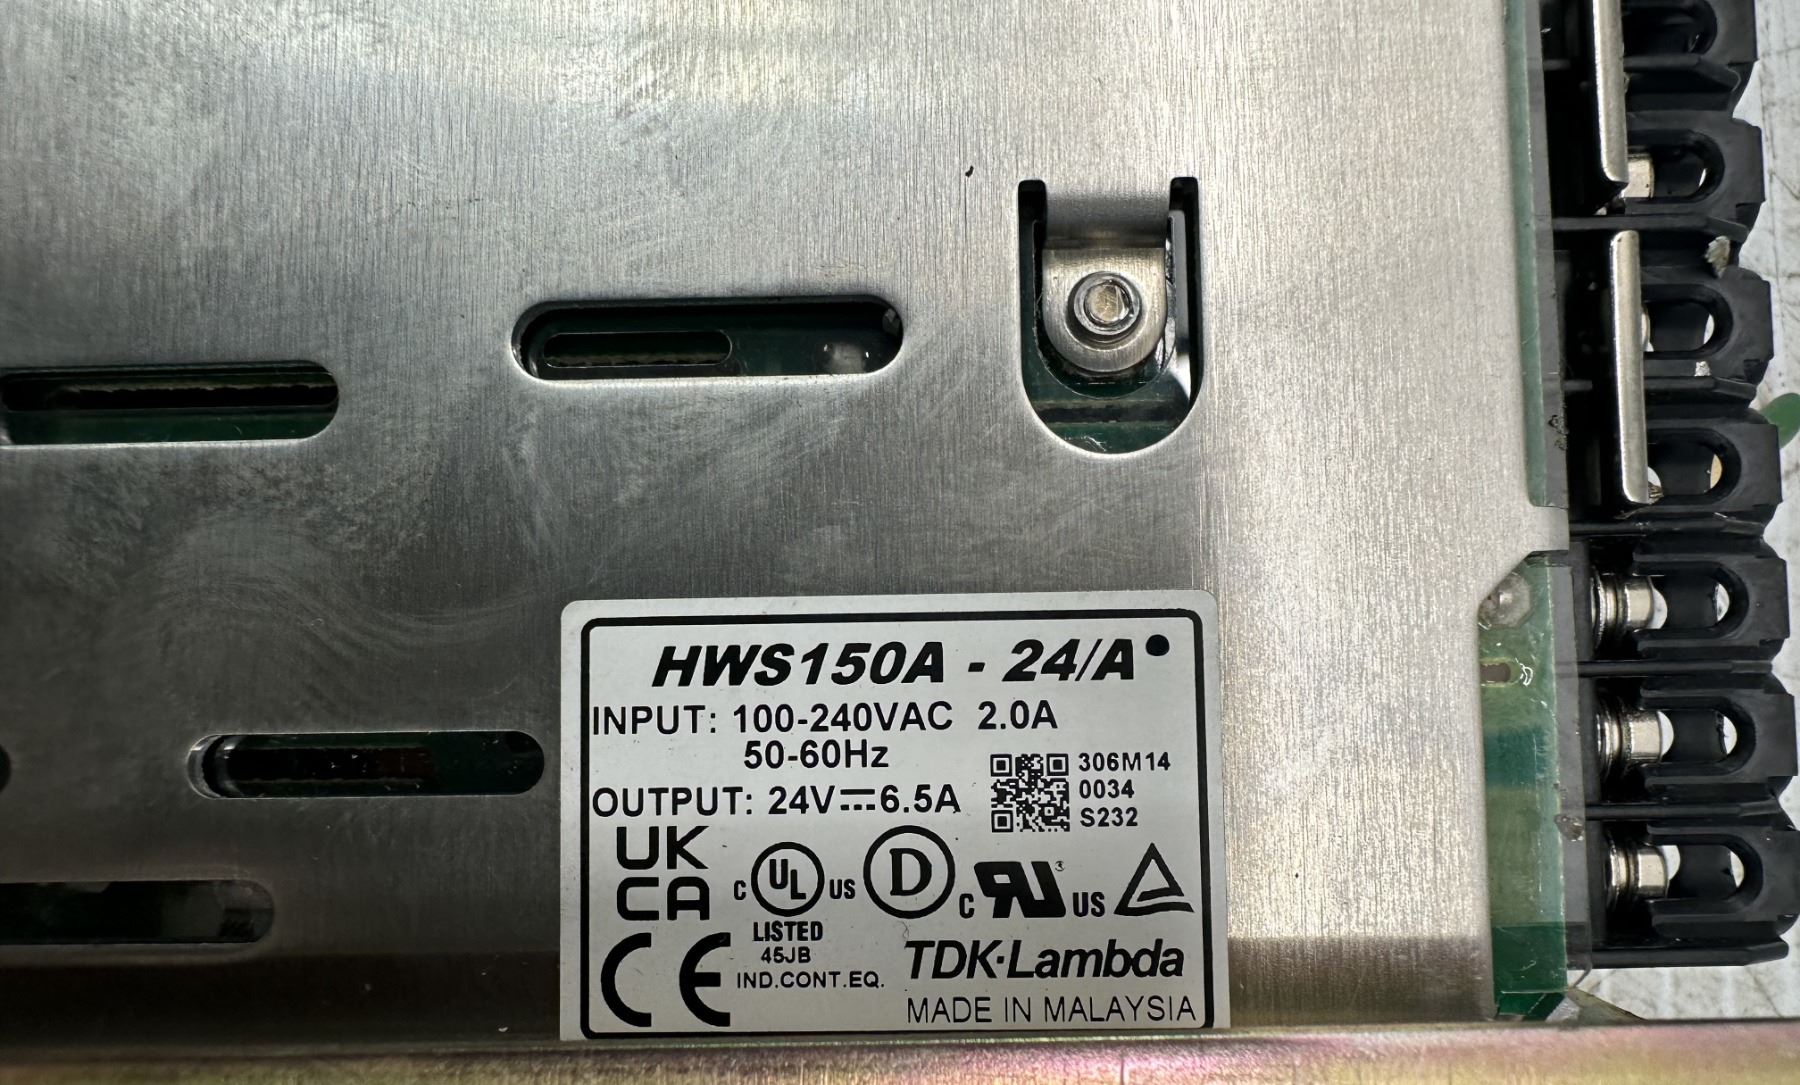 HWS150A - 24/A●
INPUT: 100-240VAC 2.0A
50-60Hz
OUTPUT: 24V⎓6.5A
306M14
0034
S232
UK
CA
C UL US
LISTED
45JB
IND.CONT.EQ.
D
C RU US
CE
TDK·Lambda
MADE IN MALAYSIA